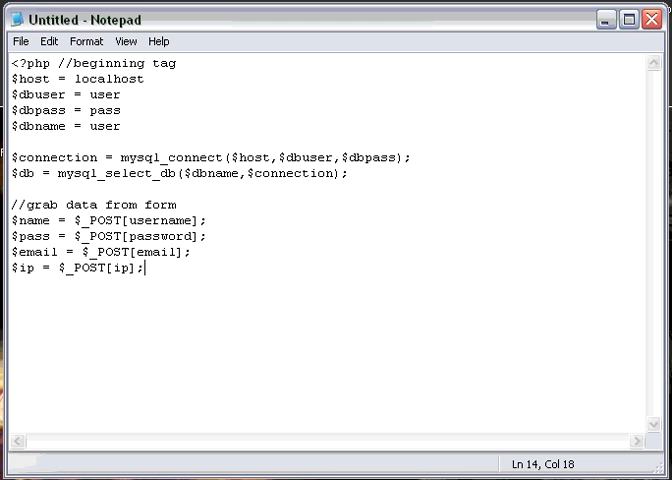 Untitled - Notepad
File Edit Format View Help
<?php //beginning tag
$host = localhost
$dbuser = user
$dbpass = pass
$dbname = user
$connection = mysql_connect($host,$dbuser,$dbpass);
$db = mysql_select_db($dbname,$connection);
//grab data from form
$name = $_POST[username];
$pass = $_POST[password];
$email = $_POST[email];
$ip = $_POST[ip];
Ln 14, Col 18